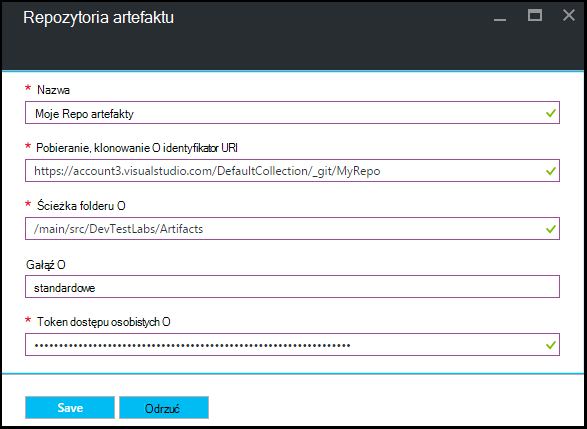 Repozytoria artefaktu
* Nazwa
Moje Repo artefakty
* Pobieranie, klonowanie O identyfikator URI
https://account3.visualstudio.com/DefaultCollection/_git/MyRepo
* Ścieżka folderu O
/main/src/DevTestLabs/Artifacts
Gałąź O
standardowe
* Token dostępu osobistych O
Save Odrzuć